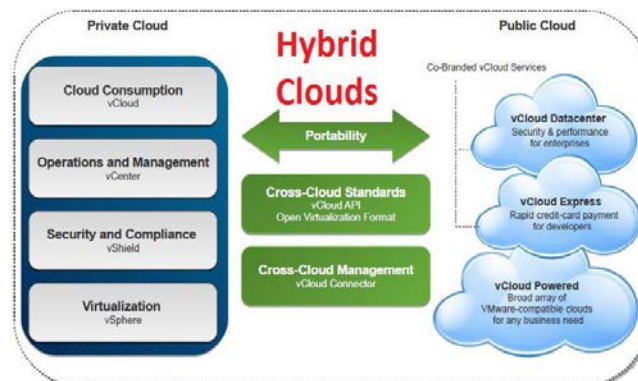 Private Cloud
Cloud Consumption
vCloud
Operations and Management
vCenter
Security and Compliance
vShield
Virtualization
vSphere
Hybrid
Clouds
Portability
Cross-Cloud Standards
vCloud API
Open Virtualization Format
Cross-Cloud Management
vCloud Connector
Public Cloud
Co-Branded vCloud Services
vCloud Datacenter
Security & performance
for enterprises
vCloud Express
Rapid credit-card payment
for developers
vCloud Powered
Broad array of
VMware-compatible clouds
for any business need